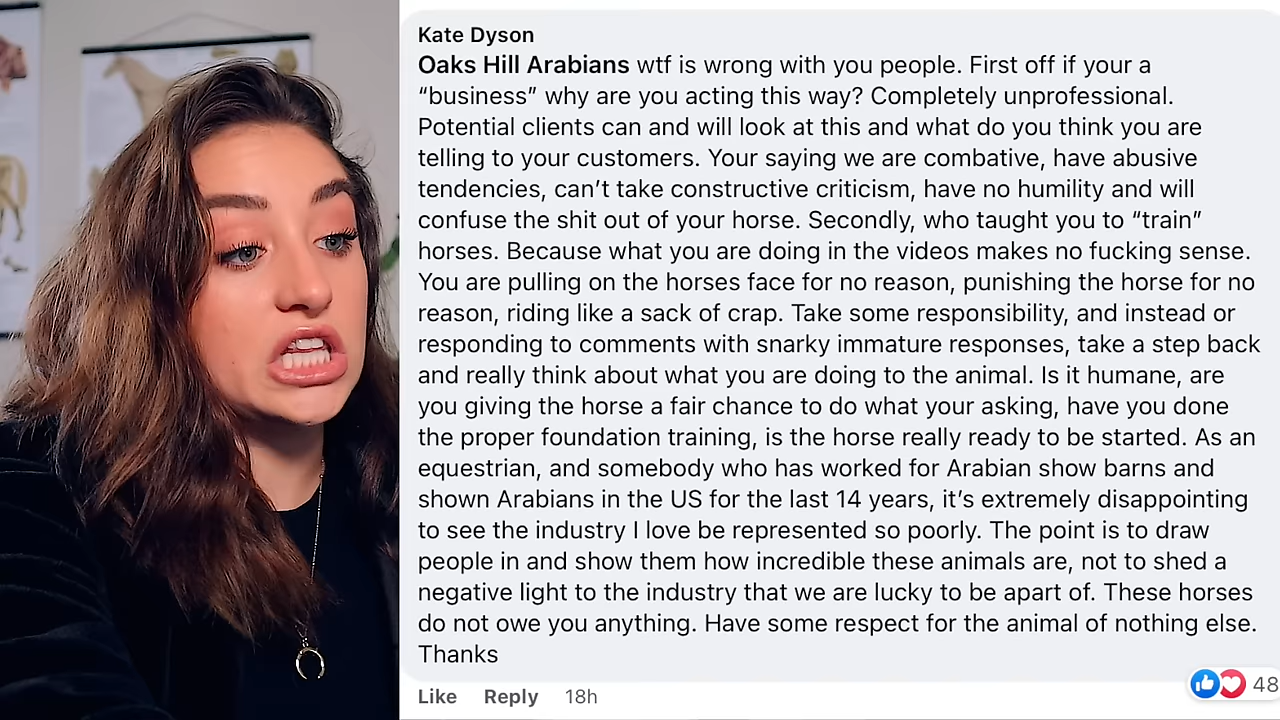 Kate Dyson
Oaks Hill Arabians wtf is wrong with you people. First off if your a
“business” why are you acting this way? Completely unprofessional.
Potential clients can and will look at this and what do you think you are
telling to your customers. Your saying we are combative, have abusive
tendencies, can’t take constructive criticism, have no humility and will
confuse the shit out of your horse. Secondly, who taught you to “train”
horses. Because what you are doing in the videos makes no fucking sense.
You are pulling on the horses face for no reason, punishing the horse for no
reason, riding like a sack of crap. Take some responsibility, and instead or
responding to comments with snarky immature responses, take a step back
and really think about what you are doing to the animal. Is it humane, are
you giving the horse a fair chance to do what your asking, have you done
the proper foundation training, is the horse really ready to be started. As an
equestrian, and somebody who has worked for Arabian show barns and
shown Arabians in the US for the last 14 years, it’s extremely disappointing
to see the industry I love be represented so poorly. The point is to draw
people in and show them how incredible these animals are, not to shed a
negative light to the industry that we are lucky to be apart of. These horses
do not owe you anything. Have some respect for the animal of nothing else.
Thanks
Like Reply 18h
48